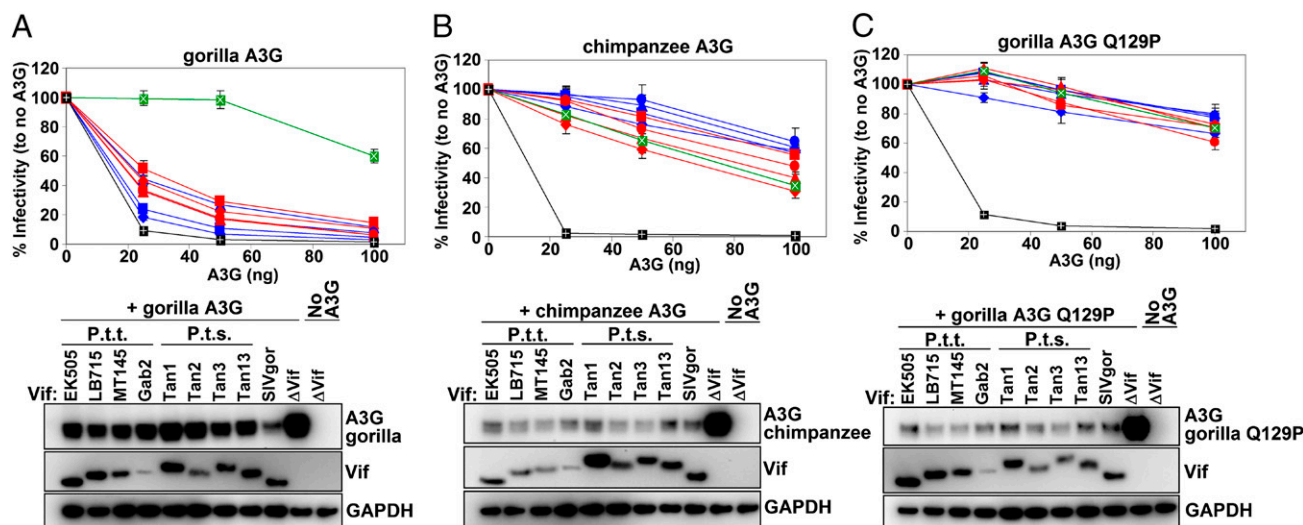 A
gorilla A3G
% Infectivity (to no A3G)
120
100
80
60
40
20
0
0 20 40 60 80 100
A3G (ng)
+ gorilla A3G
No A3G
P.t.t. P.t.s.
Vif: EK505 LB715 MT145 Gab2 Tan1 Tan2 Tan3 Tan13 SIVgor ΔVif ΔVif
A3G
gorilla
Vif
GAPDH
B
chimpanzee A3G
% Infectivity (to no A3G)
120
100
80
60
40
20
0
0 20 40 60 80 100
A3G (ng)
+ chimpanzee A3G
No A3G
P.t.t. P.t.s.
Vif: EK505 LB715 MT145 Gab2 Tan1 Tan2 Tan3 Tan13 SIVgor ΔVif ΔVif
A3G
chimpanzee
Vif
GAPDH
C
gorilla A3G Q129P
% Infectivity (to no A3G)
120
100
80
60
40
20
0
0 20 40 60 80 100
A3G (ng)
+ gorilla A3G Q129P
No A3G
P.t.t. P.t.s.
Vif: EK505 LB715 MT145 Gab2 Tan1 Tan2 Tan3 Tan13 SIVgor ΔVif ΔVif
A3G
gorilla Q129P
Vif
GAPDH